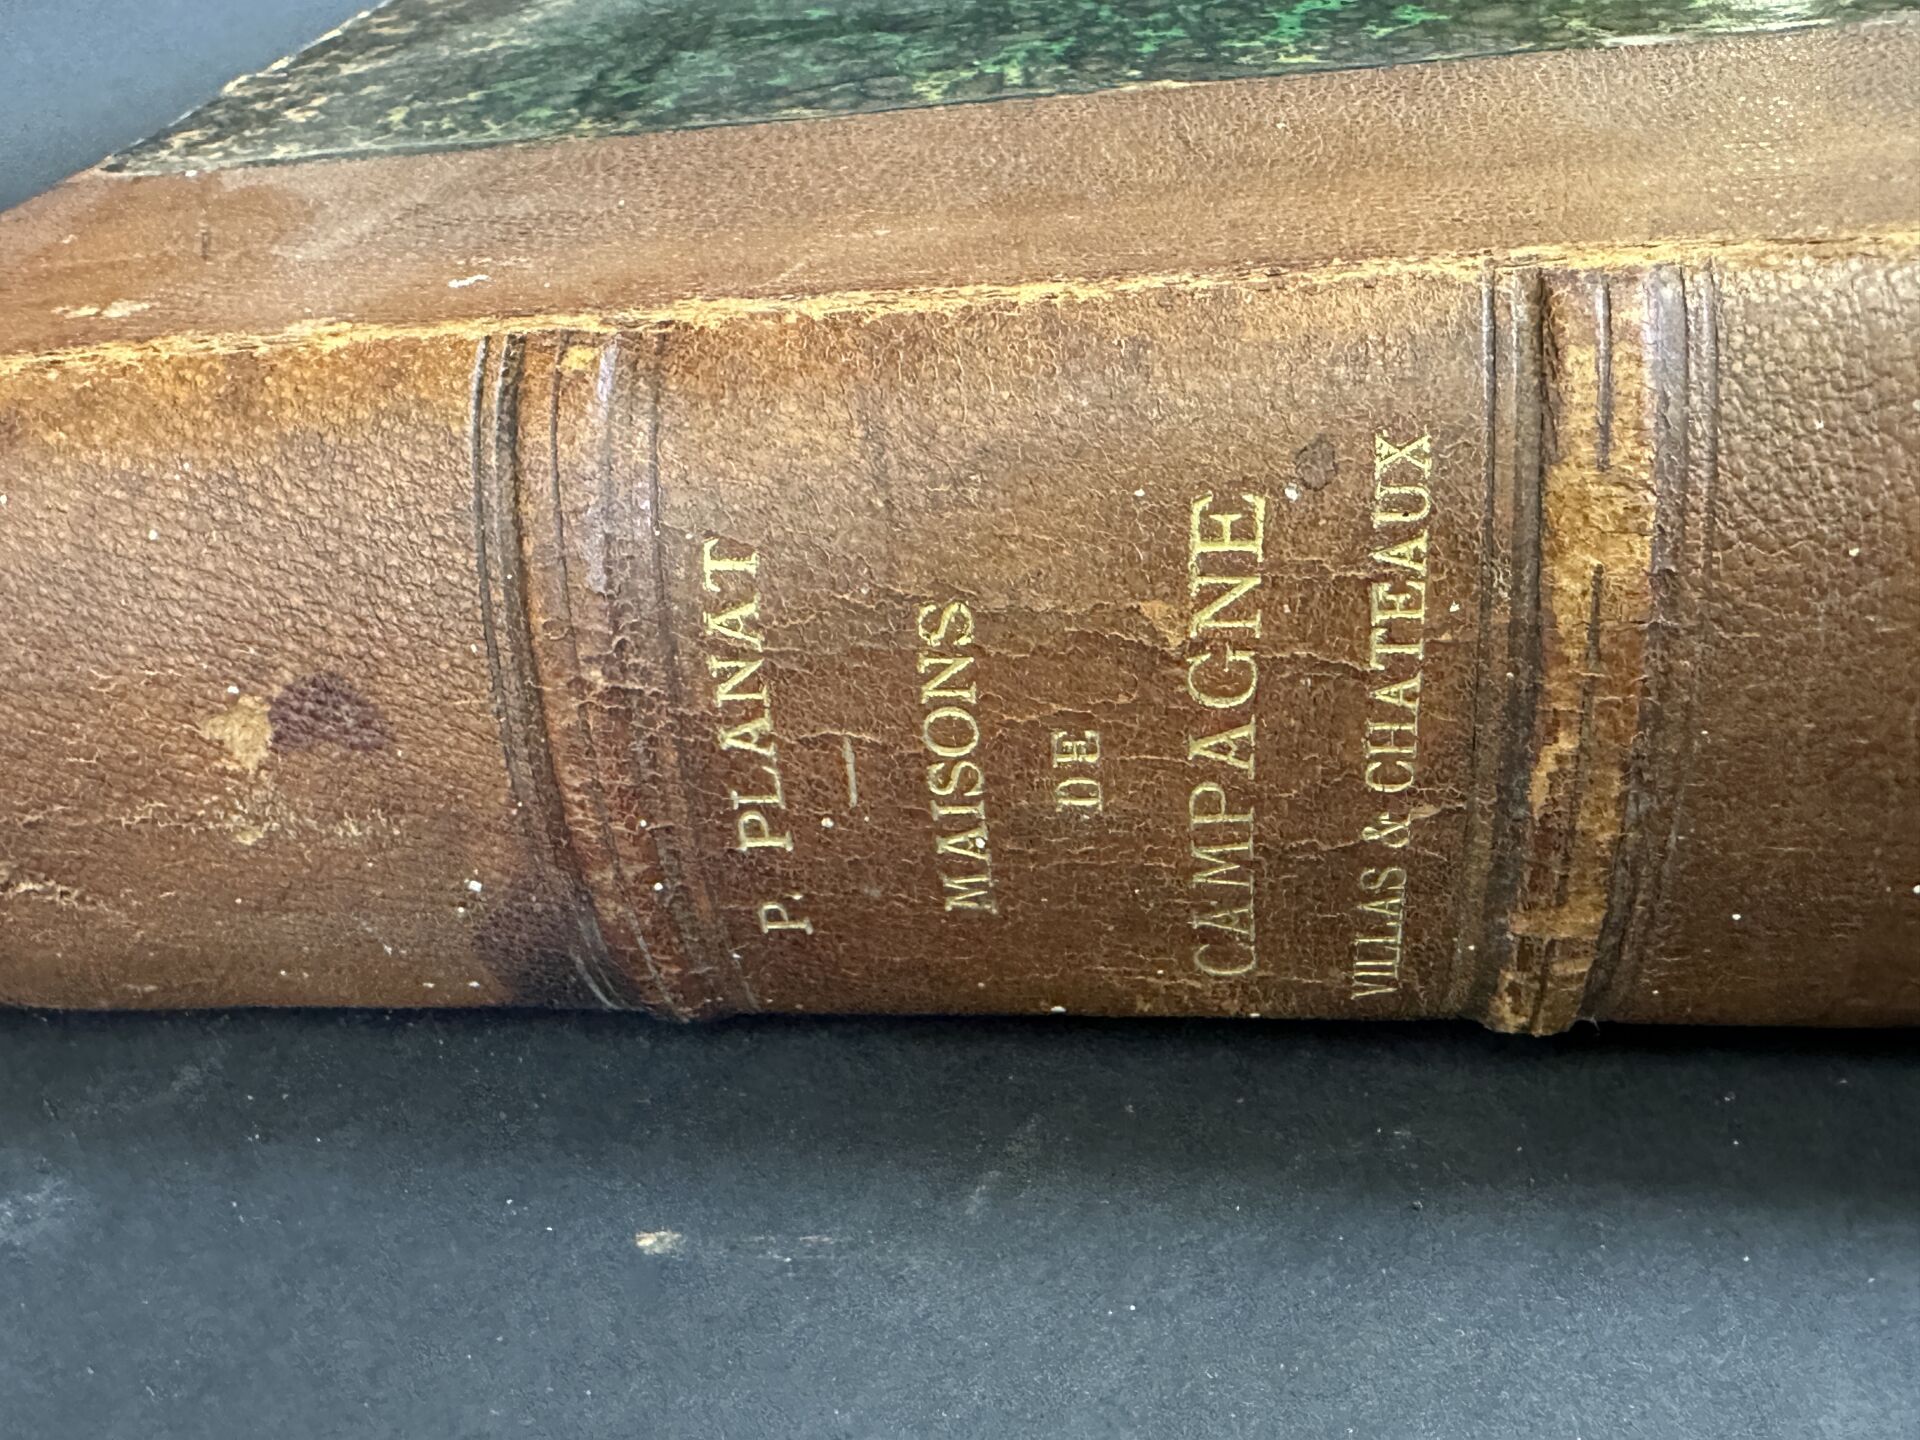 P. PLANAT
—
MAISONS
DE
CAMPAGNE
VILLAS & CHATEAUX